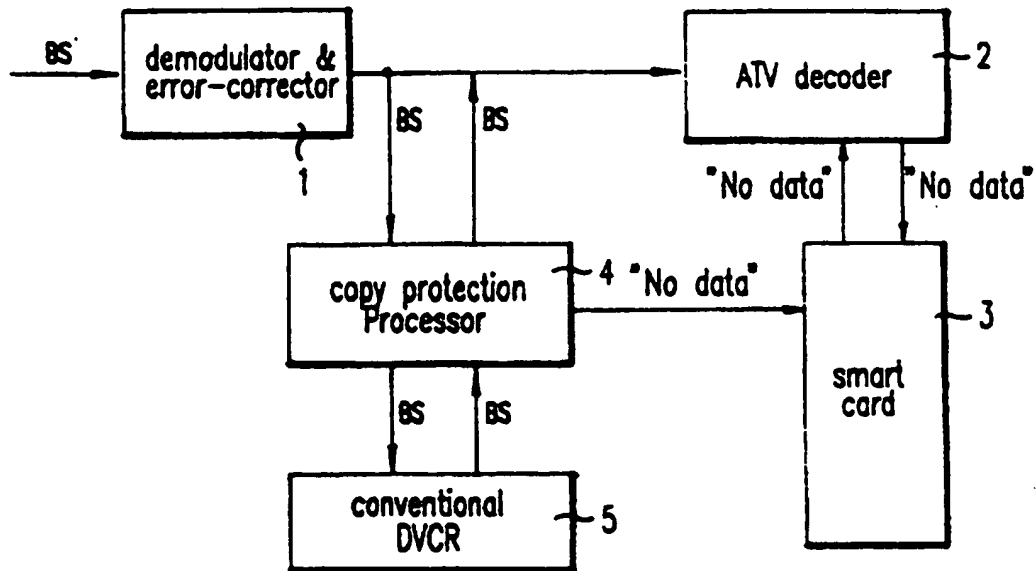 BS
demodulator &
error-corrector
1
ATV decoder
2
BS
BS
"No data"
"No data"
copy protection
Processor
4
"No data"
smart
card
3
BS
BS
conventional
DVCR
5